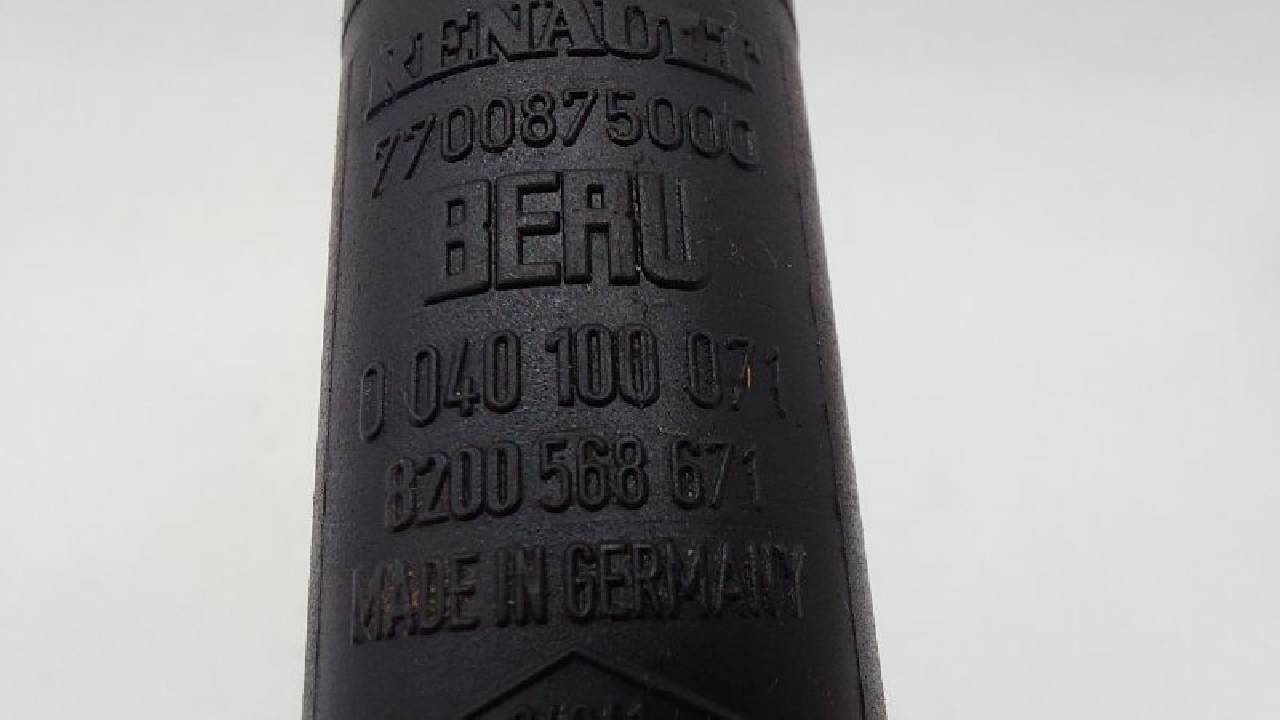 RENAULT
7700875000
BERU
0 040 100 071
8200 568 671
MADE IN GERMANY